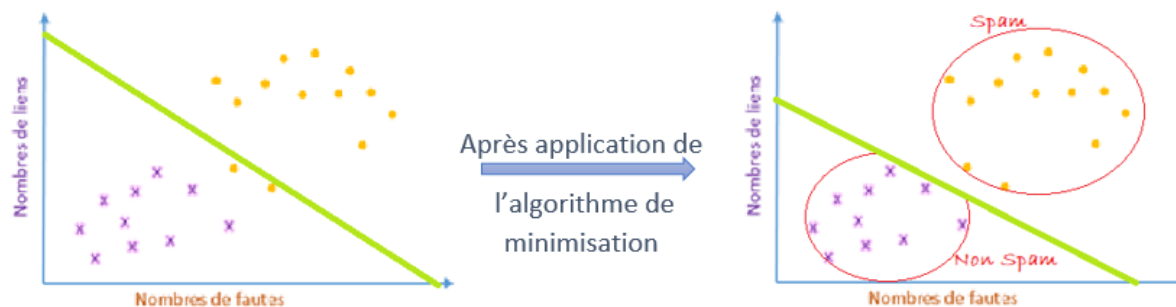 Nombres de liens
Nombres de fautes
Après application de
l'algorithme de
minimisation
Nombres de liens
Spam
Non Spam
Nombres de fautes